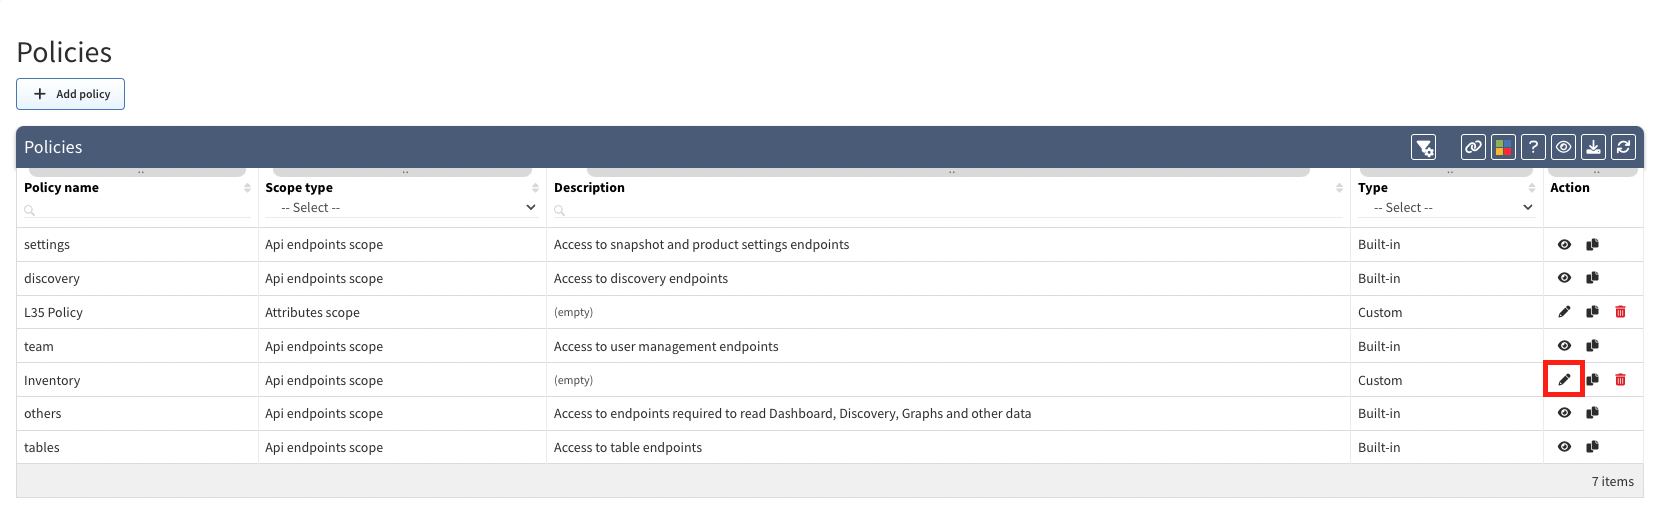 Policies
+ Add policy
Policies
?
Policy name Scope type Description Type Action
-- Select -- -- Select --
settings Api endpoints scope Access to snapshot and product settings endpoints Built-in
discovery Api endpoints scope Access to discovery endpoints Built-in
L35 Policy Attributes scope (empty) Custom
team Api endpoints scope Access to user management endpoints Built-in
Inventory Api endpoints scope (empty) Custom
others Api endpoints scope Access to endpoints required to read Dashboard, Discovery, Graphs and other data Built-in
tables Api endpoints scope Access to table endpoints Built-in
7 items